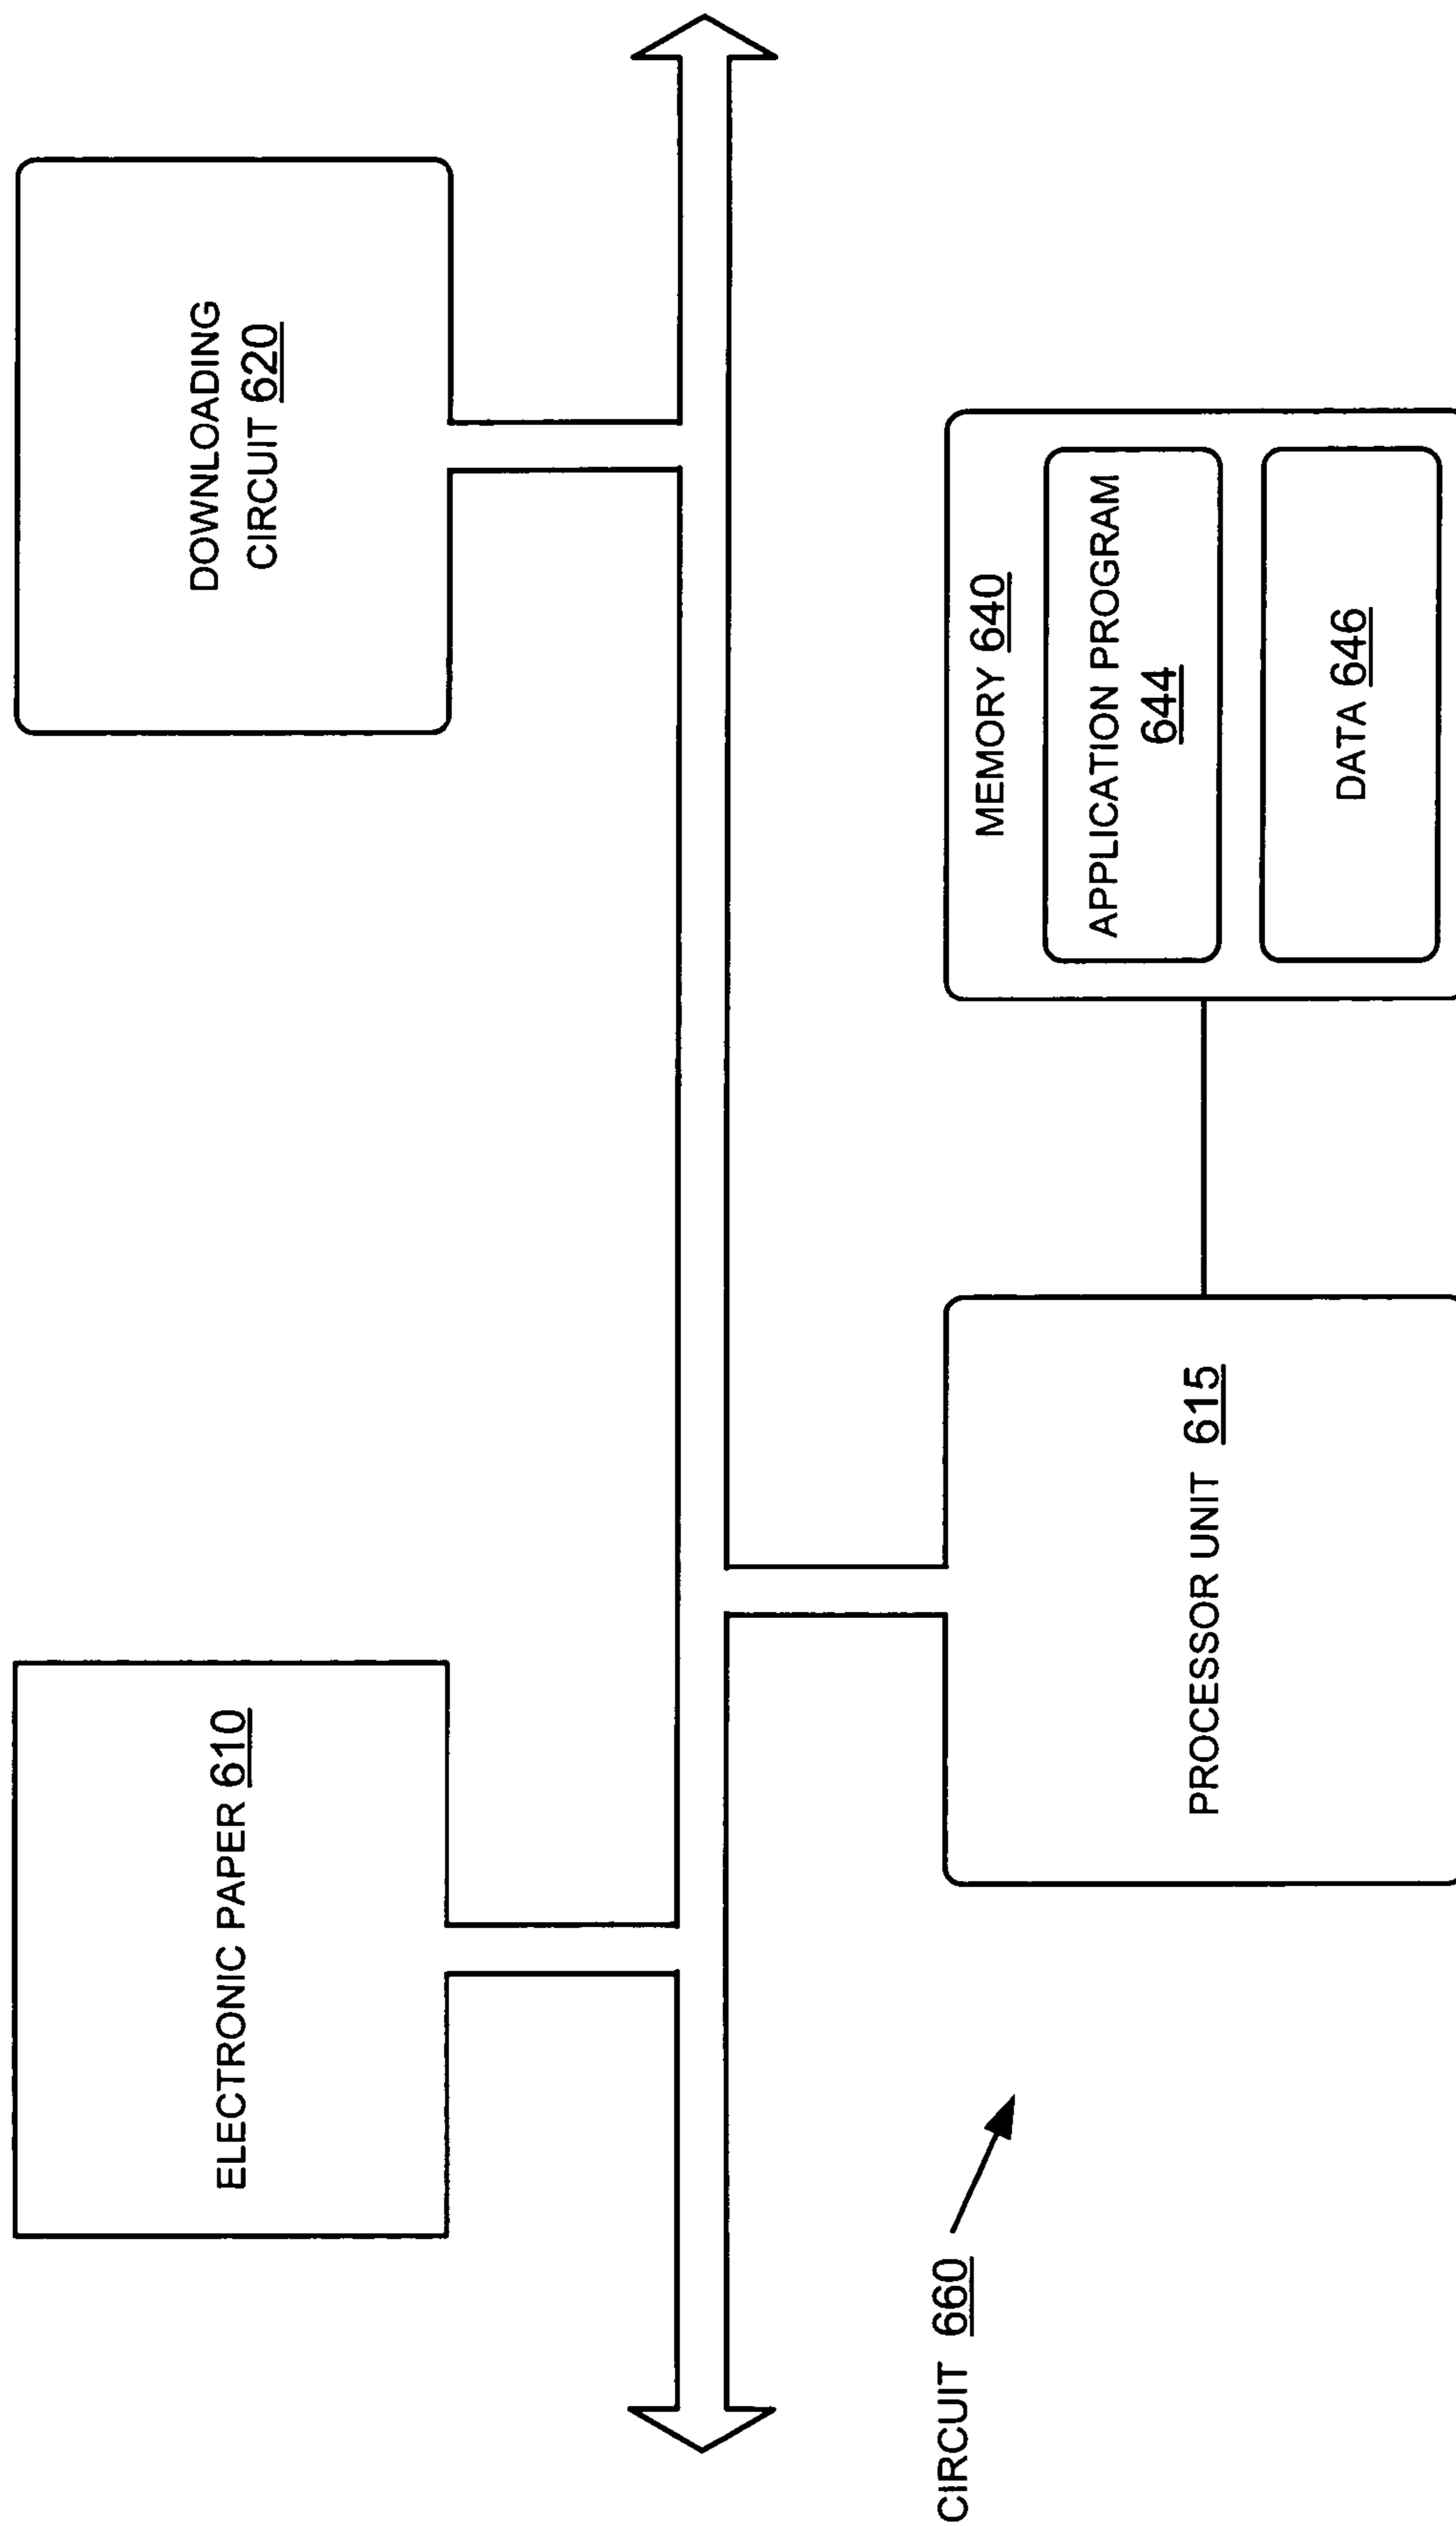 ELECTRONIC PAPER 610
DOWNLOADING
CIRCUIT 620
CIRCUIT 660
PROCESSOR UNIT 615
MEMORY 640
APPLICATION PROGRAM
644
DATA 646